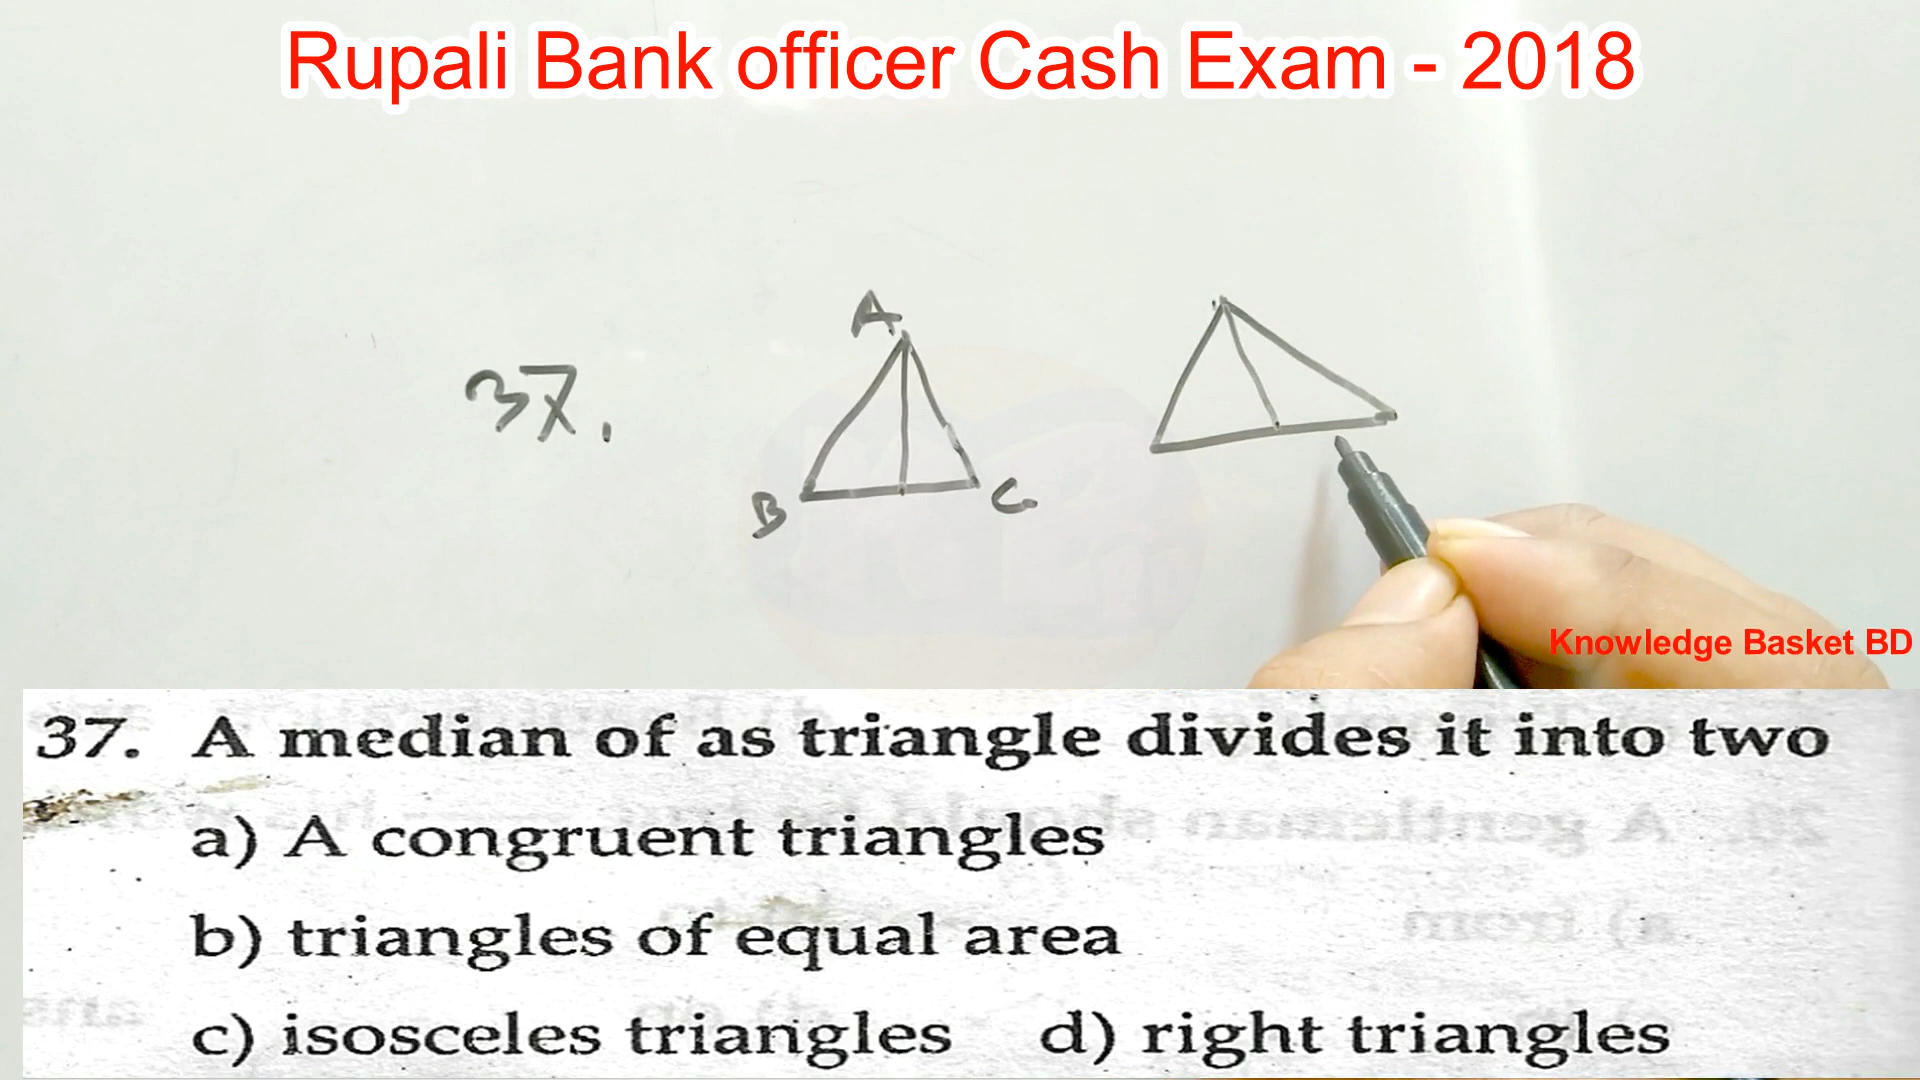 Rupali Bank officer Cash Exam - 2018
A
37.
B
C
Knowledge Basket BD
37. A median of as triangle divides it into two
a) A congruent triangles
b) triangles of equal area
c) isosceles triangles d) right triangles